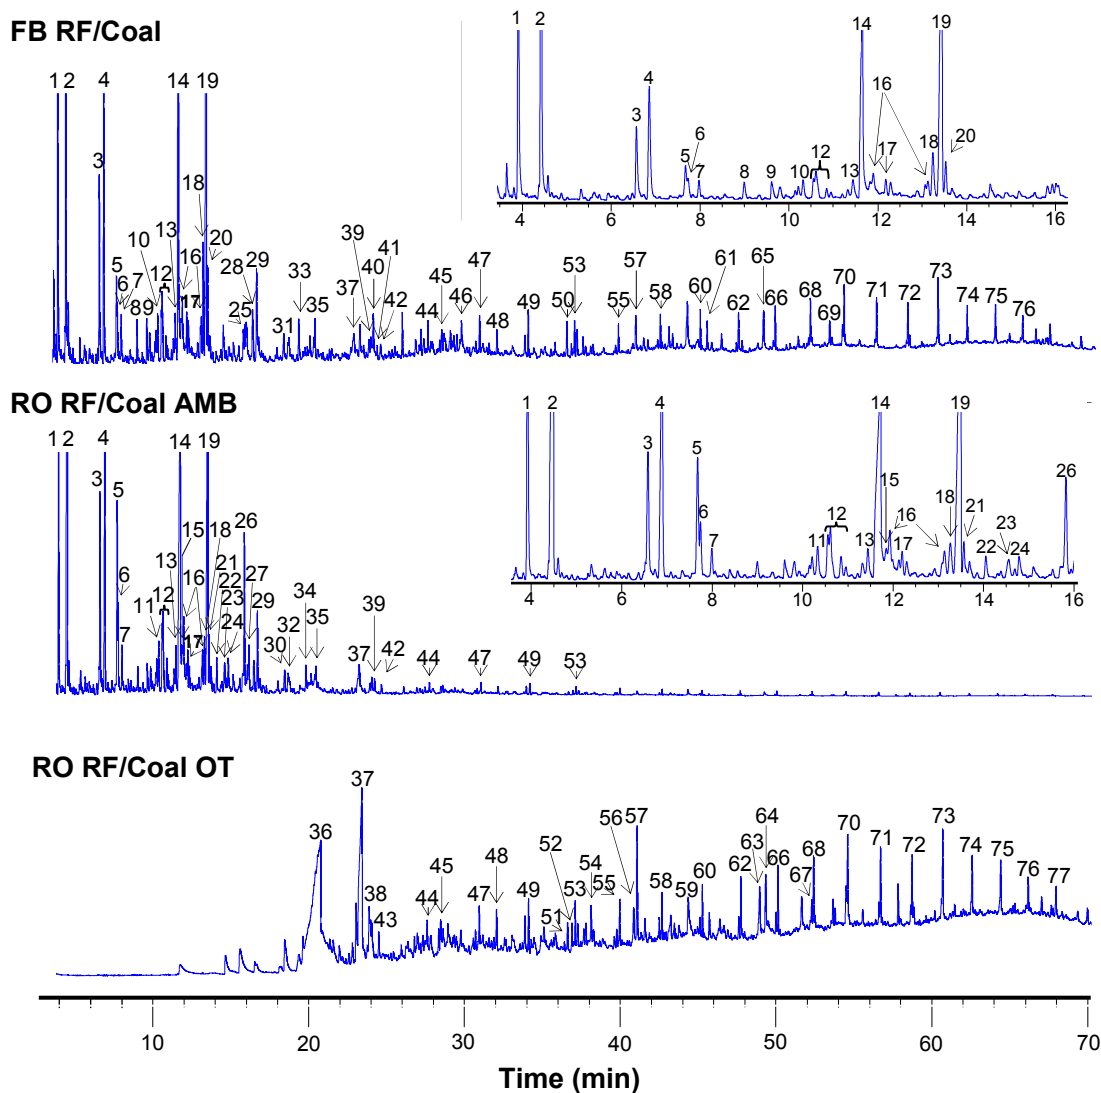 FB RF/Coal
1 2 3 4 5 6 7 8 9 10 12 13 14 16 17 18 19 20 25 28 29 31 33 35 37 39 40 41 42 44 45 46 47 48 49 50 53 55 57 58 60 61 62 65 66 68 69 70 71 72 73 74 75 76
1 2 3 4 5 6 7 8 9 10 12 13 14 16 17 18 19 20
4 6 8 10 12 14 16
RO RF/Coal AMB
1 2 3 4 5 6 7 11 12 13 14 15 16 17 18 19 21 22 23 24 26 27 29 30 32 34 35 37 39 42 44 47 49 53
1 2 3 4 5 6 7 11 12 13 14 15 16 17 18 19 21 22 23 24 26
4 6 8 10 12 14 16
RO RF/Coal OT
36 37 38 43 44 45 47 48 49 51 52 53 54 55 56 57 58 59 60 62 63 64 66 67 68 70 71 72 73 74 75 76 77
10 20 30 40 50 60 70
Time (min)